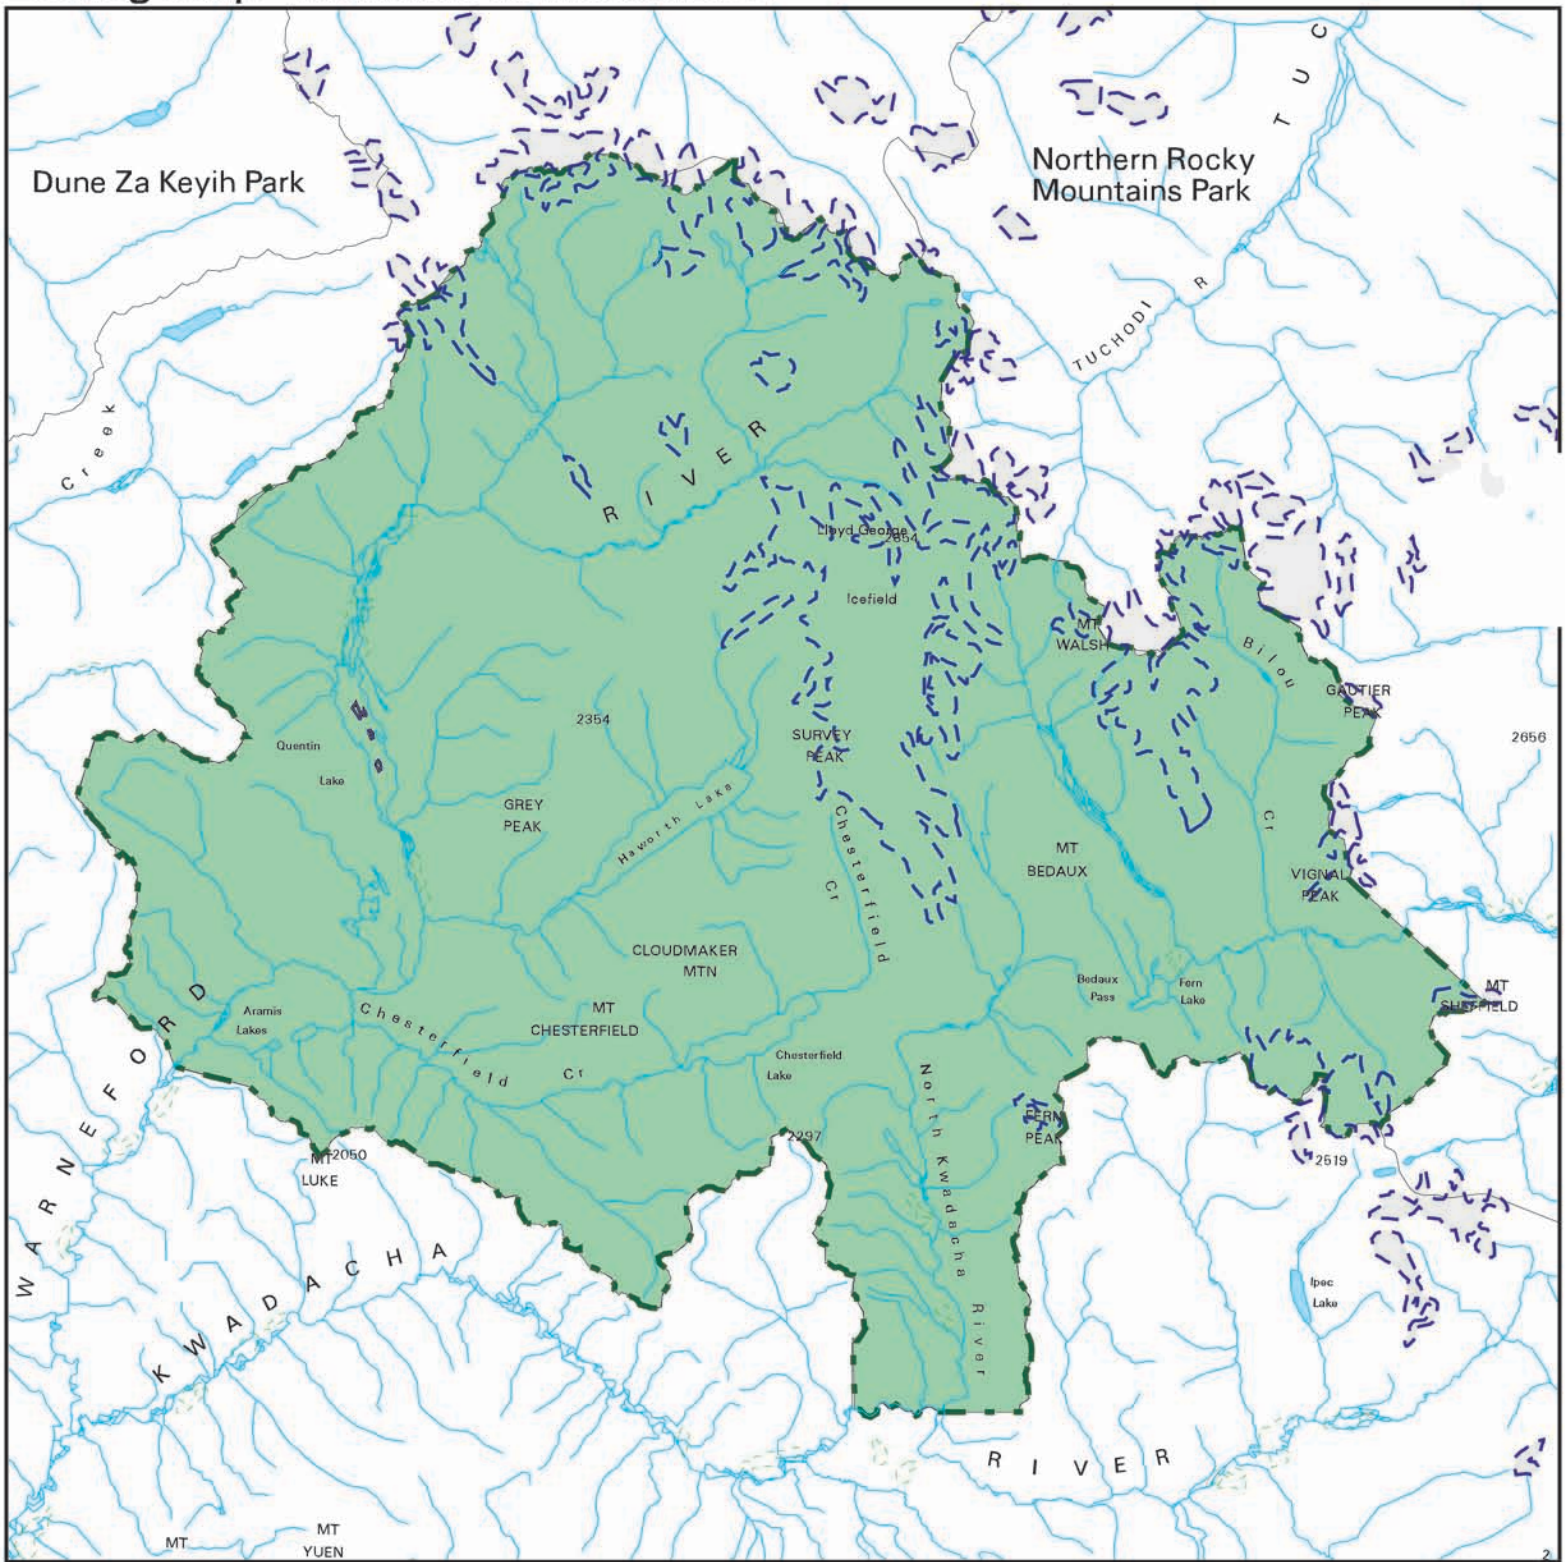 T U C
Dune Za Keyih Park
Northern Rocky
Mountains Park
TUCHODI R
Creek
RIVER
Lloyd George
2654
Icefield
MT
WALSH
Bilou
Cr
GAUTIER
PEAK
2656
2354
Quentin
Lake
SURVEY
PEAK
GREY
PEAK
Haworth Lake
Chesterfield
Cr
MT
BEDAUX
VIGNAL
PEAK
CLOUDMAKER
MTN
Bedaux
Pass
Fern
Lake
MT
SHEFFIELD
Aramis
Lakes
Chesterfield Cr
MT
CHESTERFIELD
Chesterfield
Lake
WARNEFORD
North Kwadacha River
FERN
PEAK
2297
2519
MT
2050
LUKE
KWADACHA
Ipec
Lake
RIVER
MT
MT
YUEN
2